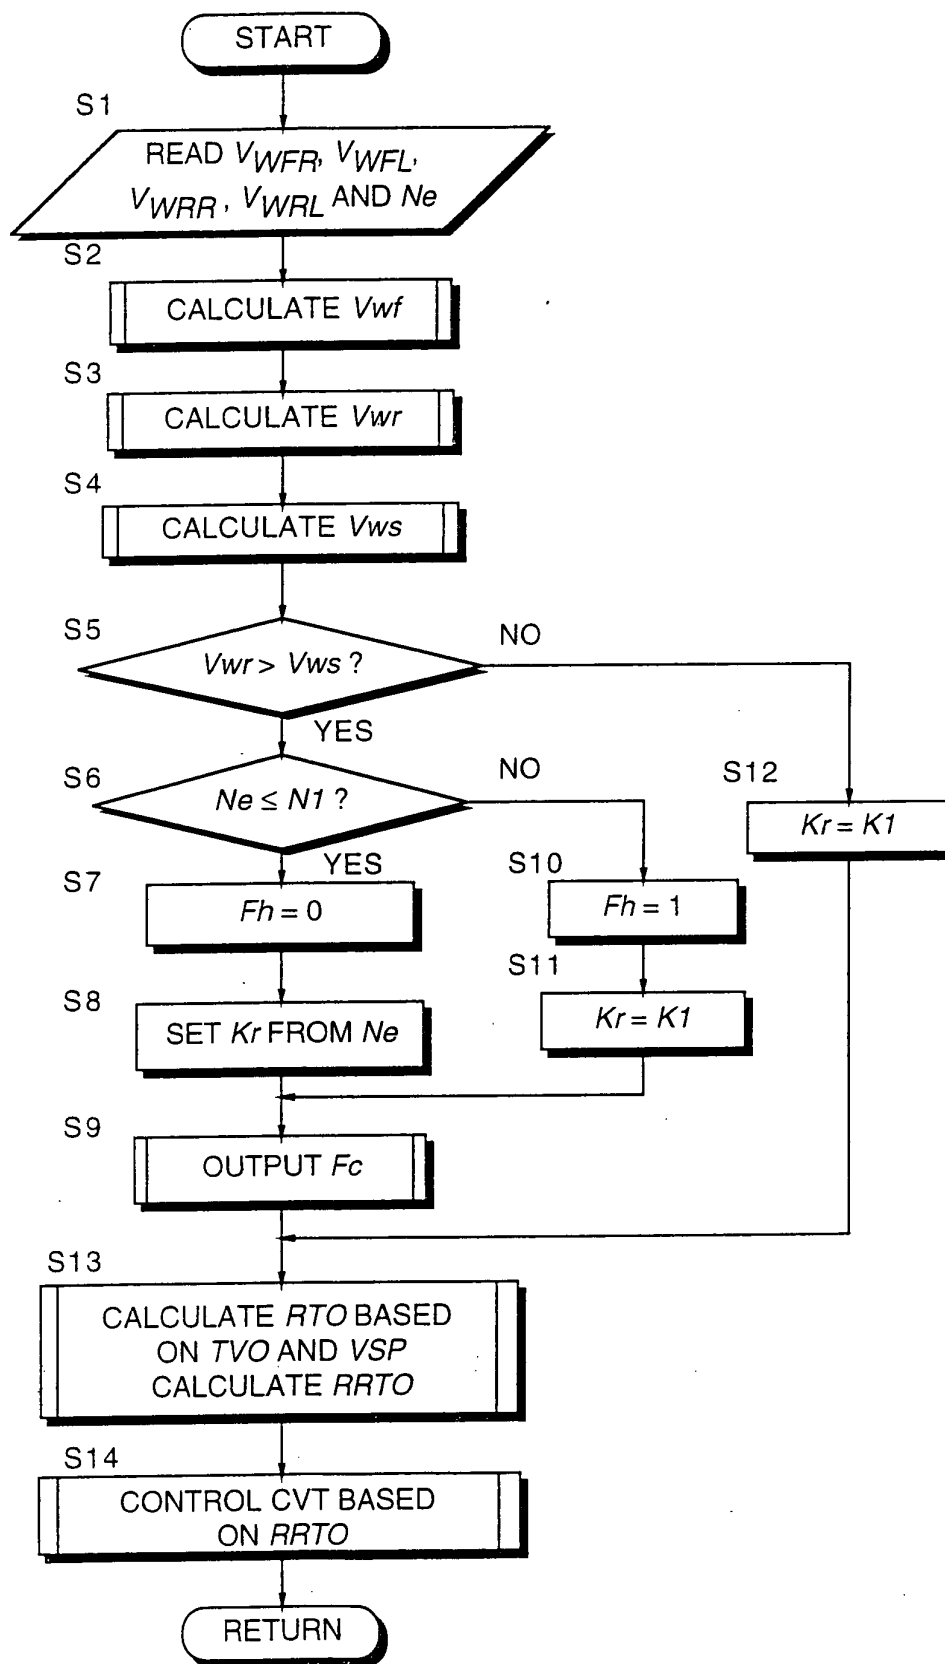 START
S1
READ VWFR, VWFL,
VWRR, VWRL AND Ne
S2
CALCULATE Vwf
S3
CALCULATE Vwr
S4
CALCULATE Vws
S5
Vwr > Vws ?
NO
YES
S6
Ne ≤ N1 ?
NO
YES
S12
Kr = K1
S7
Fh = 0
S10
Fh = 1
S8
SET Kr FROM Ne
S11
Kr = K1
S9
OUTPUT Fc
S13
CALCULATE RTO BASED
ON TVO AND VSP
CALCULATE RRTO
S14
CONTROL CVT BASED
ON RRTO
RETURN